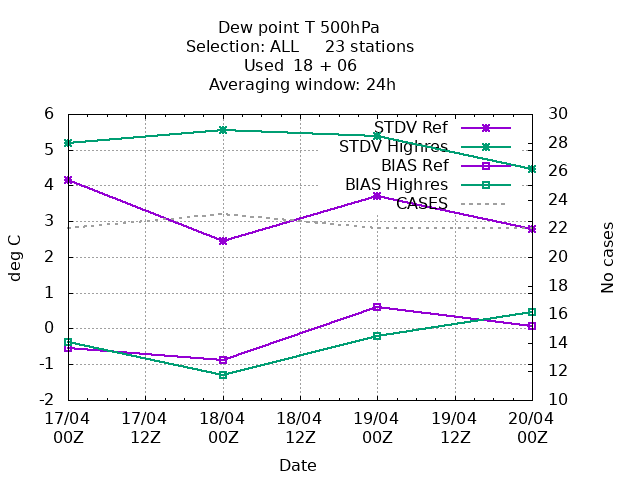 Dew point T 500hPa
Selection: ALL     23 stations
Used  18 + 06
Averaging window: 24h
6
5
4
3
2
1
0
-1
-2
deg C
30
28
26
24
22
20
18
16
14
12
10
No cases
STDV Ref
STDV Highres
BIAS Ref
BIAS Highres
CASES
17/04 17/04 18/04 18/04 19/04 19/04 20/04
00Z 12Z 00Z 12Z 00Z 12Z 00Z
Date